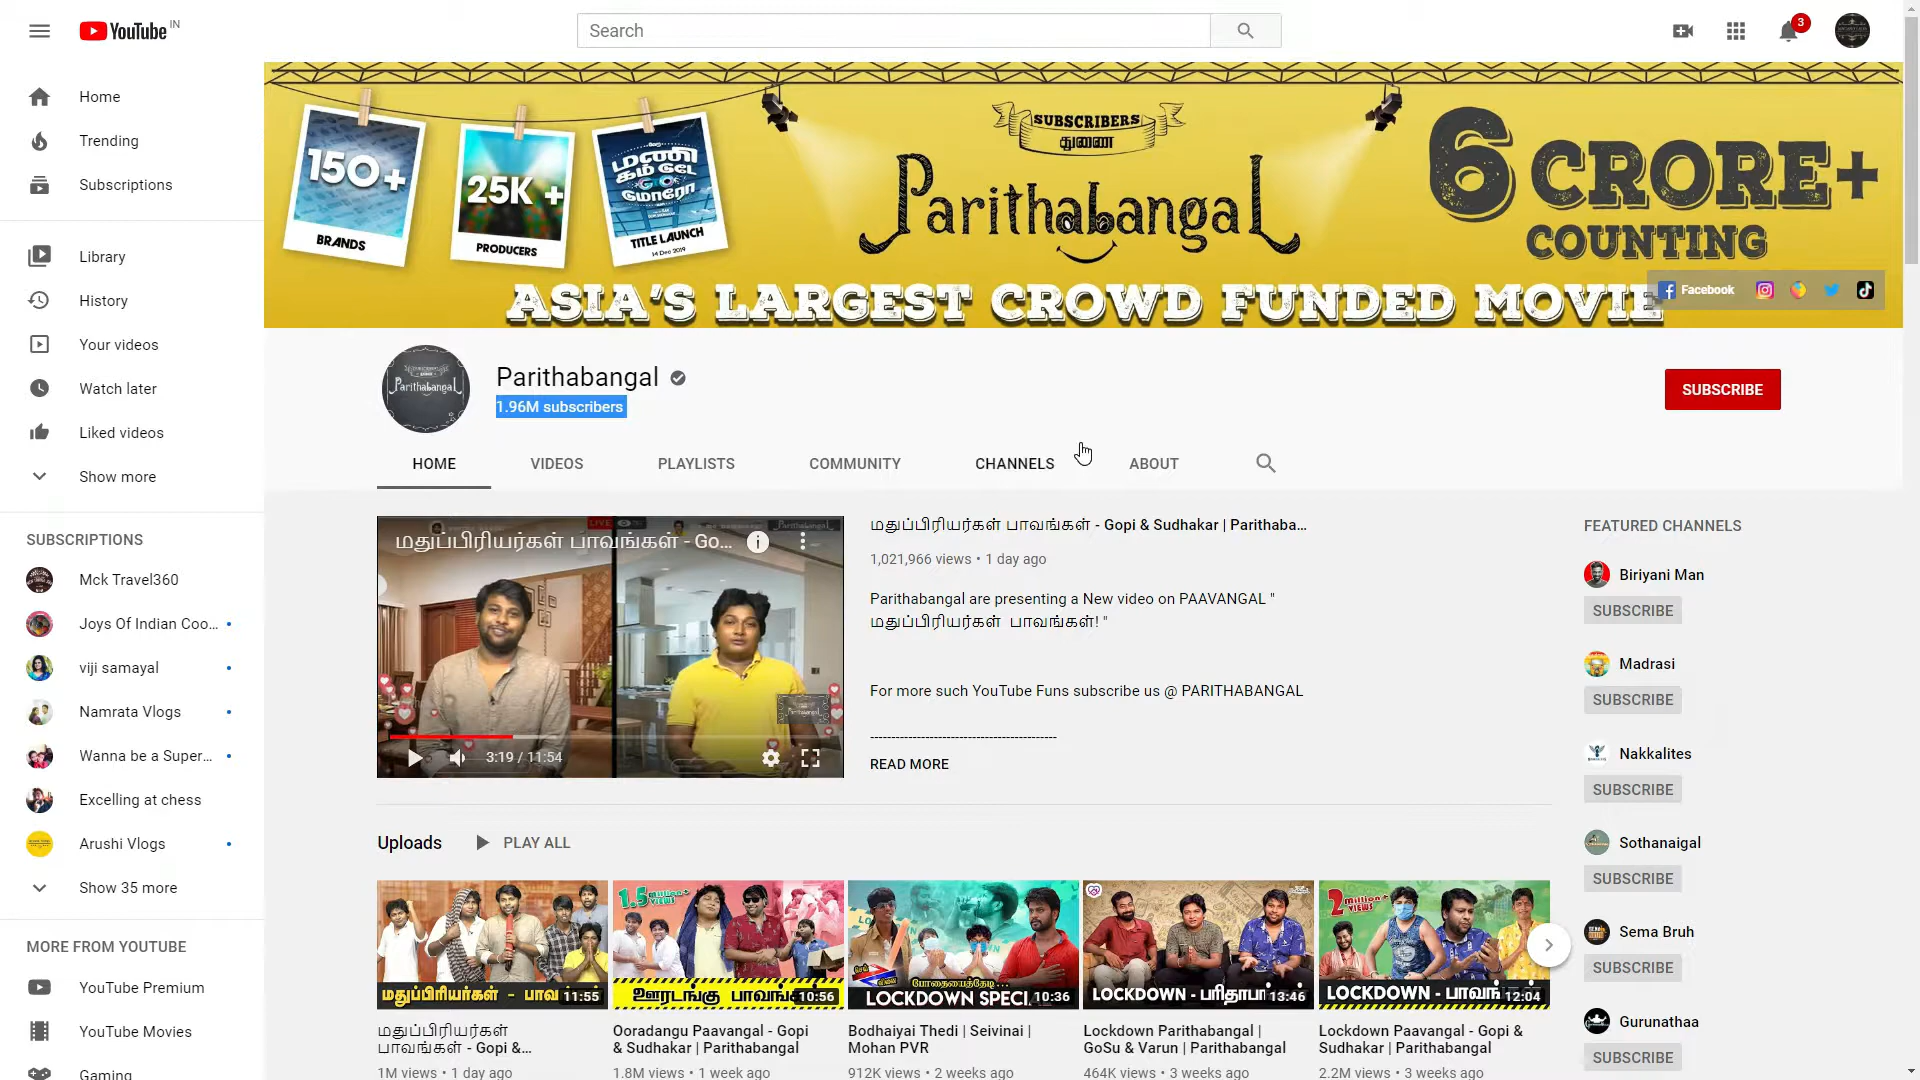 YouTube IN
Search
3
Home
Trending
Subscriptions
Library
History
Your videos
Watch later
Liked videos
Show more
SUBSCRIPTIONS
Mck Travel360
Joys Of Indian Coo...
viji samayal
Namrata Vlogs
Wanna be a Super...
Excelling at chess
Arushi Vlogs
Show 35 more
MORE FROM YOUTUBE
YouTube Premium
YouTube Movies
Gaming
150+
BRANDS
25K +
PRODUCERS
TITLE LAUNCH
14 Dec 2019
SUBSCRIBERS
துணை
Parithabangal
6 CRORE+
COUNTING
ASIA'S LARGEST CROWD FUNDED MOVIE
Facebook
Parithabangal
Parithabangal
1.96M subscribers
SUBSCRIBE
HOME
VIDEOS
PLAYLISTS
COMMUNITY
CHANNELS
ABOUT
LIVE
மதுப்பிரியர்கள் பாவங்கள் - Go...
3:19 / 11:54
மதுப்பிரியர்கள் பாவங்கள் - Gopi & Sudhakar | Parithaba...
1,021,966 views • 1 day ago
Parithabangal are presenting a New video on PAAVANGAL "
மதுப்பிரியர்கள் பாவங்கள்! "
For more such YouTube Funs subscribe us @ PARITHABANGAL
-------------------------------------------
READ MORE
FEATURED CHANNELS
Biriyani Man
SUBSCRIBE
Madrasi
SUBSCRIBE
Nakkalites
SUBSCRIBE
Sothanaigal
SUBSCRIBE
Sema Bruh
SUBSCRIBE
Gurunathaa
SUBSCRIBE
Uploads
PLAY ALL
மதுப்பிரியர்கள் - பாவ
11:55
மதுப்பிரியர்கள்
பாவங்கள் - Gopi &...
1M views • 1 day ago
1.5 Million+
VIEWS
ஊரடங்கு பாவங்கள்
10:56
Ooradangu Paavangal - Gopi
& Sudhakar | Parithabangal
1.8M views • 1 week ago
போதையைத்தேடி..
LOCKDOWN SPECI
10:36
Bodhaiyai Thedi | Seivinai |
Mohan PVR
912K views • 2 weeks ago
LOCKDOWN - பரிதாப
13:46
Lockdown Parithabangal |
GoSu & Varun | Parithabangal
464K views • 3 weeks ago
2 Million+
VIEWS
LOCKDOWN - பாவங்
12:04
Lockdown Paavangal - Gopi &
Sudhakar | Parithabangal
2.2M views • 3 weeks ago